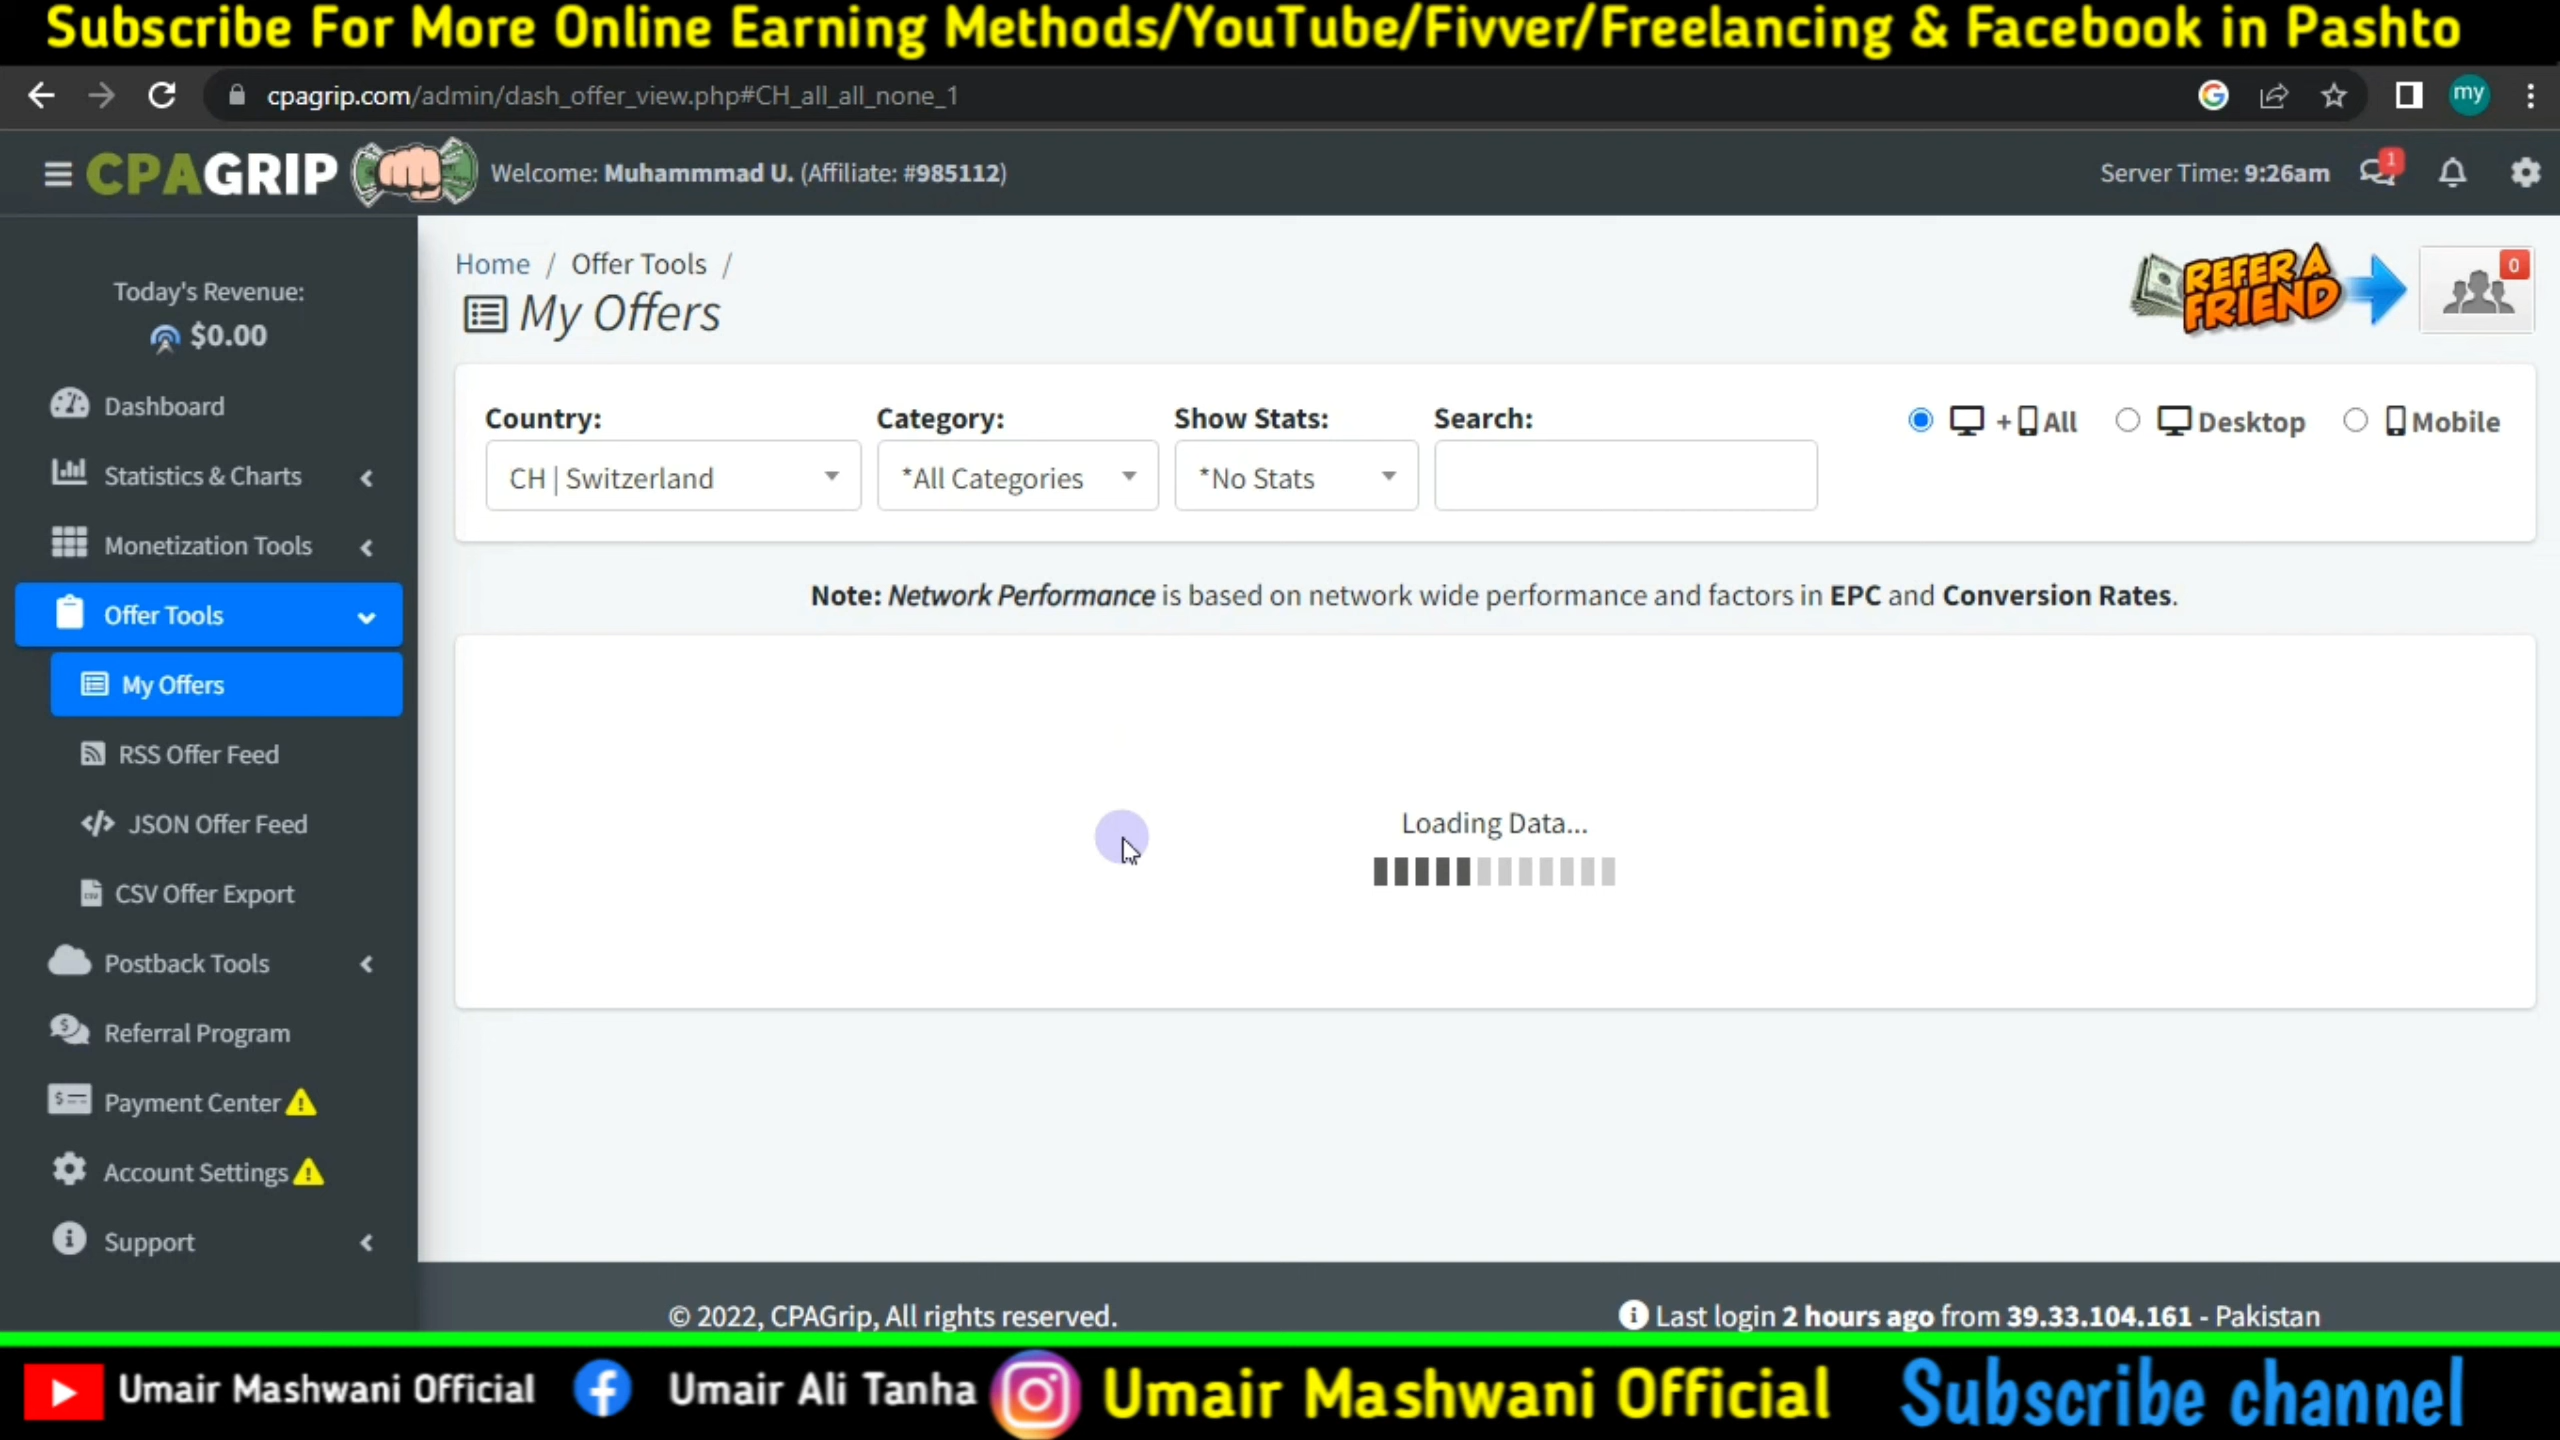 Subscribe For More Online Earning Methods/YouTube/Fivver/Freelancing & Facebook in Pashto
cpagrip.com/admin/dash_offer_view.php#CH_all_all_none_1
my
CPAGRIP
Welcome: Muhammmad U. (Affiliate: #985112)
Server Time: 9:26am
1
Today's Revenue:
$0.00
Dashboard
Statistics & Charts
Monetization Tools
Offer Tools
My Offers
RSS Offer Feed
JSON Offer Feed
CSV Offer Export
Postback Tools
Referral Program
Payment Center
Account Settings
Support
Home / Offer Tools /
My Offers
REFER A FRIEND
0
Country: Category: Show Stats: Search:
+ All Desktop Mobile
CH | Switzerland *All Categories *No Stats
Note: Network Performance is based on network wide performance and factors in EPC and Conversion Rates.
Loading Data...
© 2022, CPAGrip, All rights reserved.
Last login 2 hours ago from 39.33.104.161 - Pakistan
Umair Mashwani Official Umair Ali Tanha Umair Mashwani Official Subscribe channel